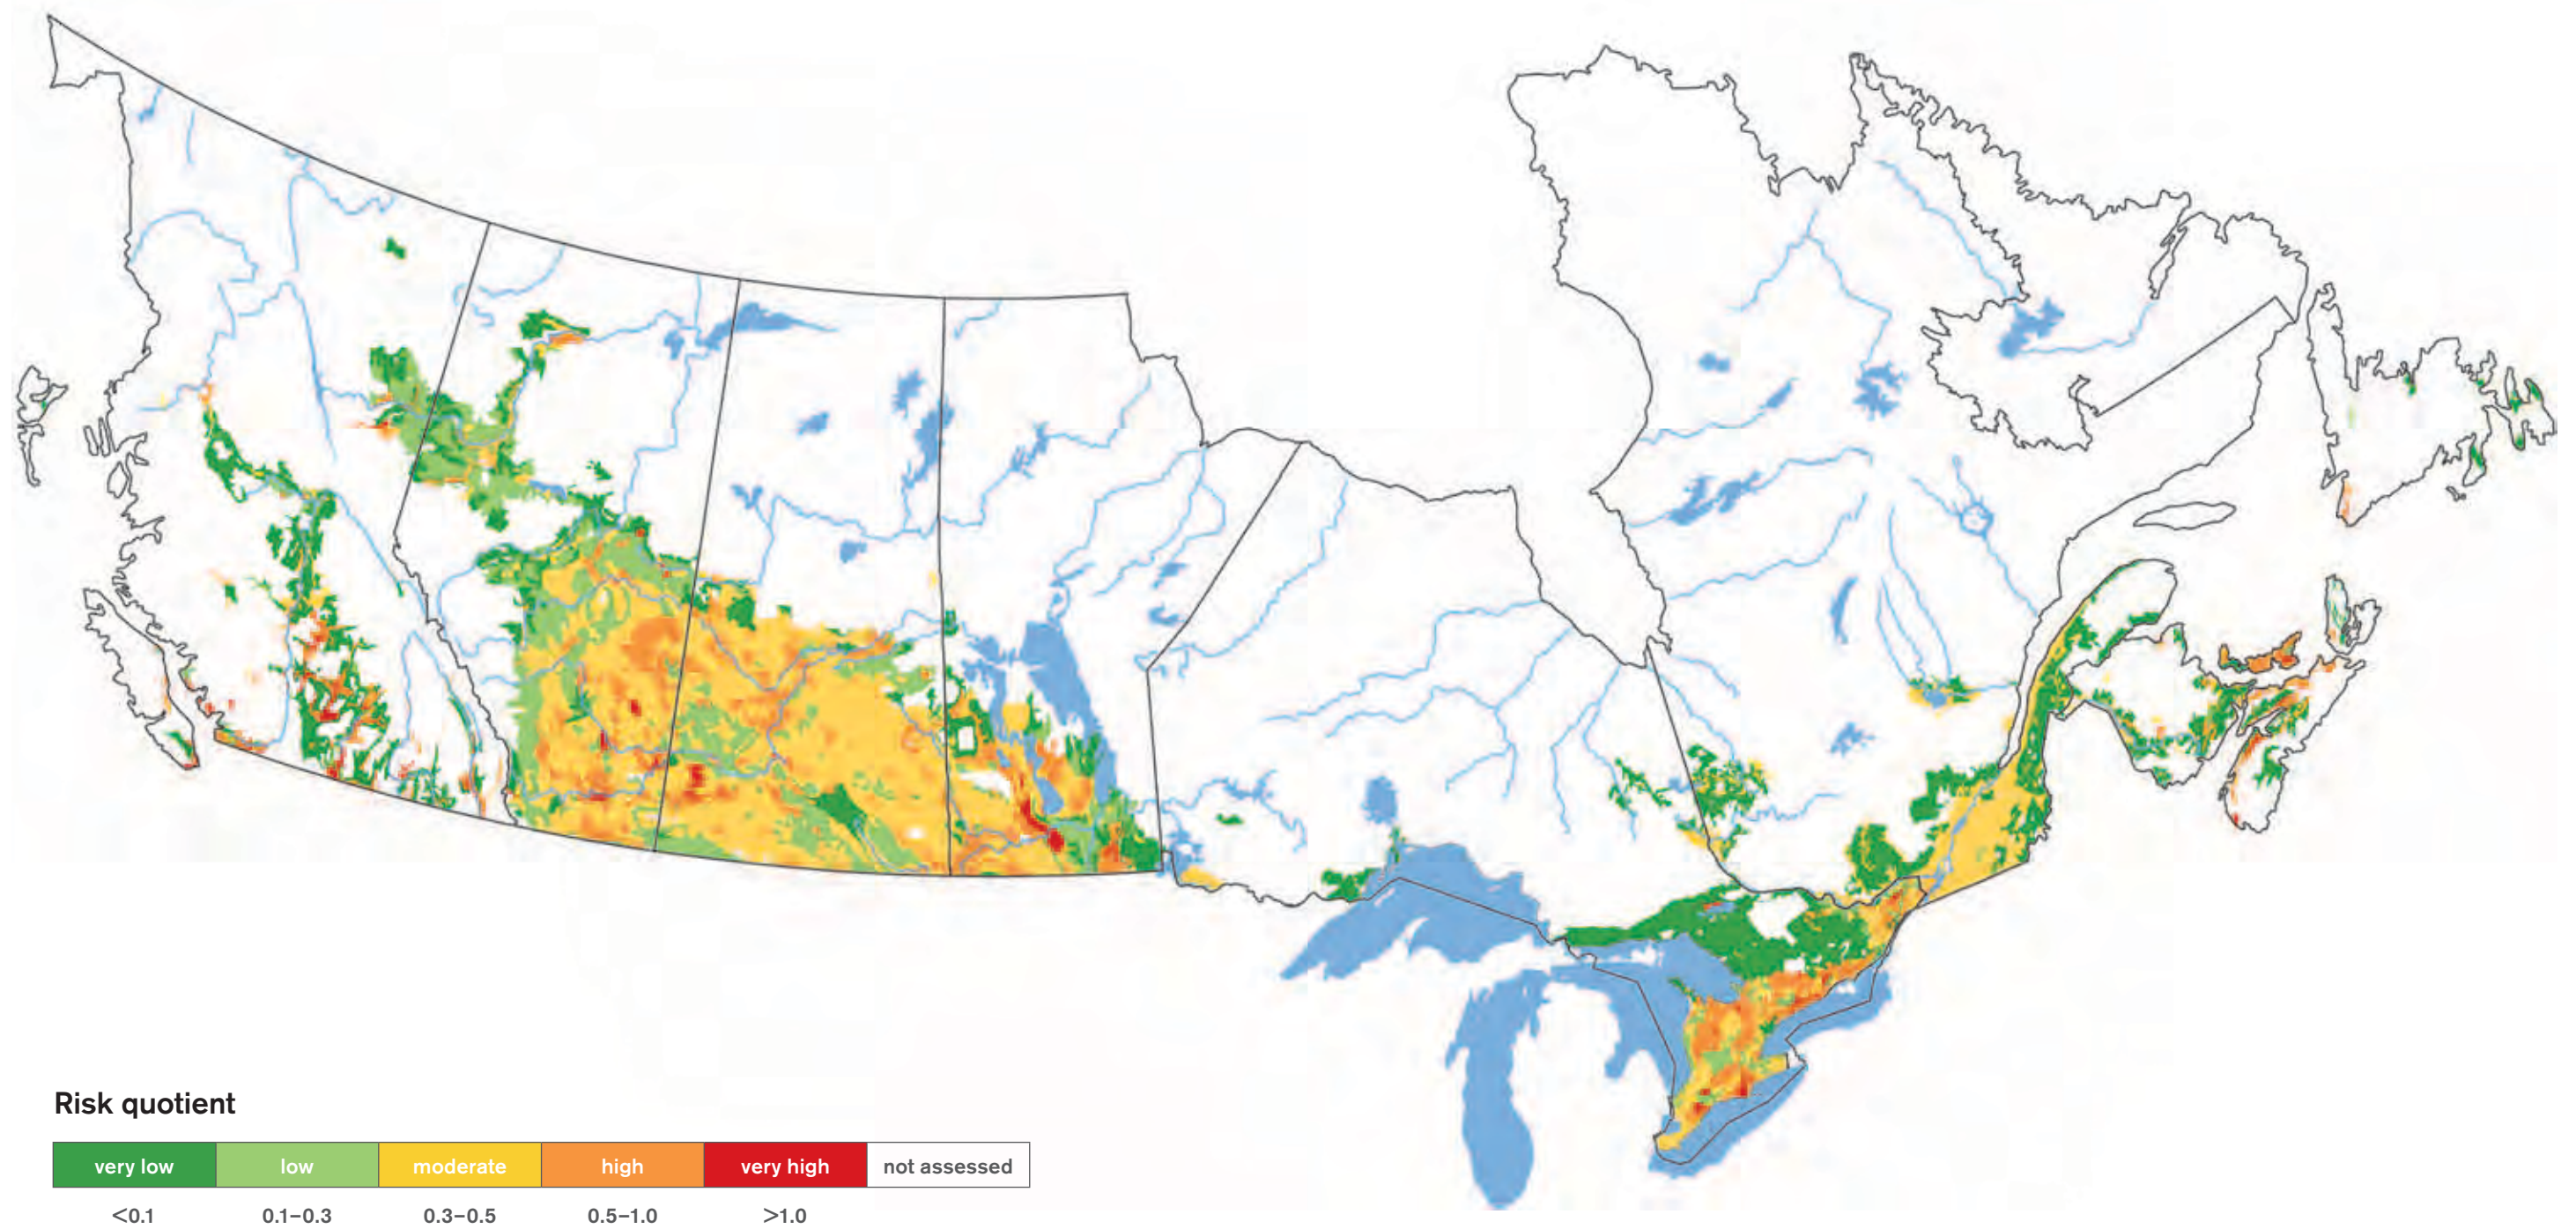 Risk quotient
very low low moderate high very high not assessed
<0.1 0.1–0.3 0.3–0.5 0.5–1.0 >1.0